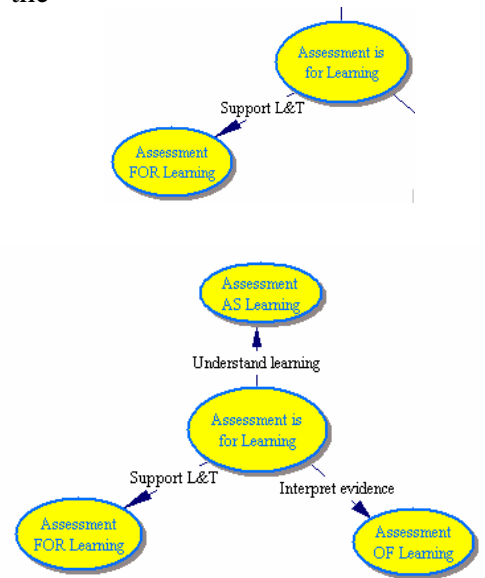 the
Assessment is
for Learning
Support L&T
Assessment
FOR Learning
Assessment
AS Learning
Understand learning
Assessment is
for Learning
Support L&T
Interpret evidence
Assessment
FOR Learning
Assessment
OF Learning